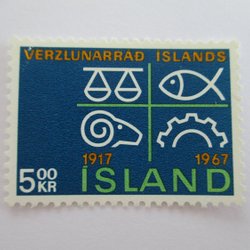 VERZLUNARRÁÐ ÍSLANDS
1917 1967
5.00
KR ÍSLAND